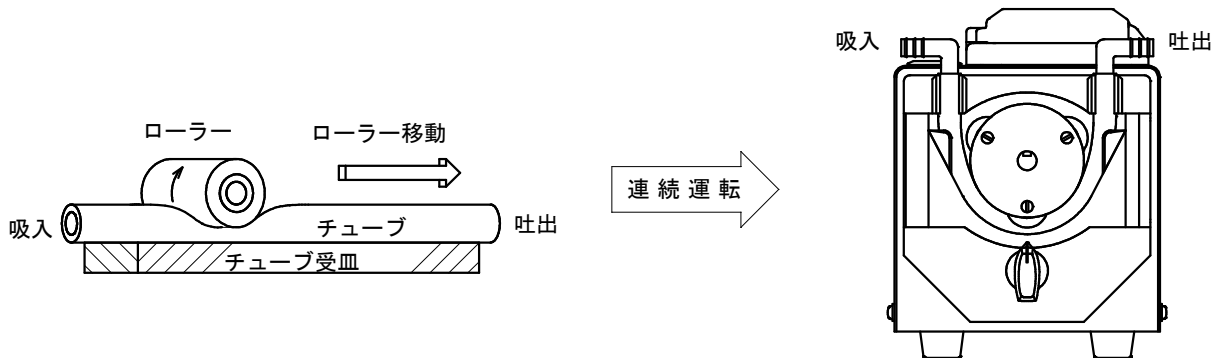 ローラー
ローラー移動
吸入
チューブ
吐出
チューブ受皿
連続運転
吸入
吐出